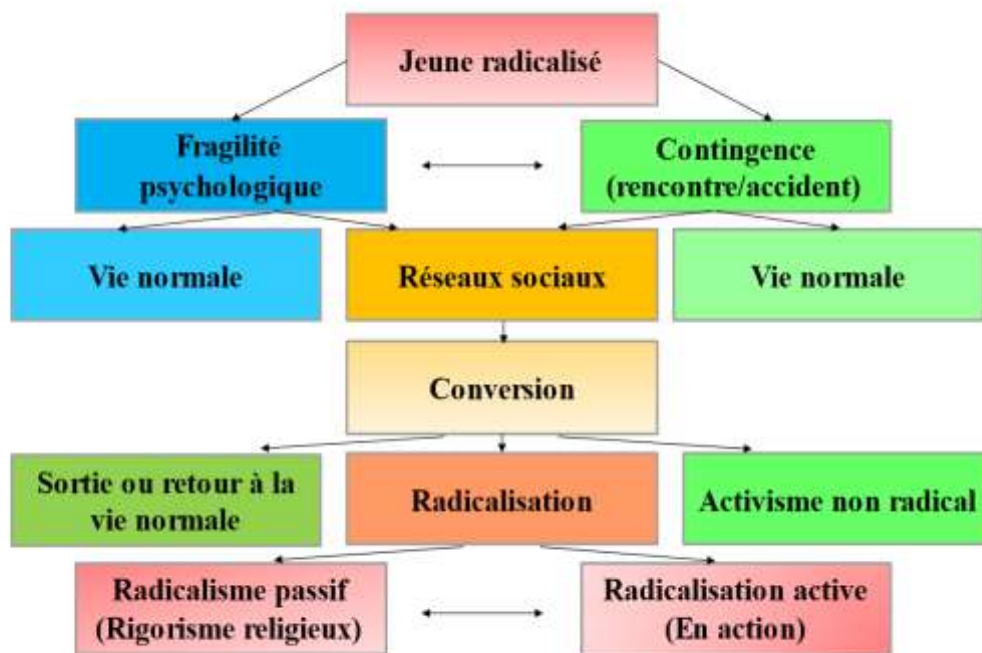 Jeune radicalisé
Fragilité
psychologique
Contingence
(rencontre/accident)
Vie normale
Réseaux sociaux
Vie normale
Conversion
Sortie ou retour à la
vie normale
Radicalisation
Activisme non radical
Radicalisme passif
(Rigorisme religieux)
Radicalisation active
(En action)